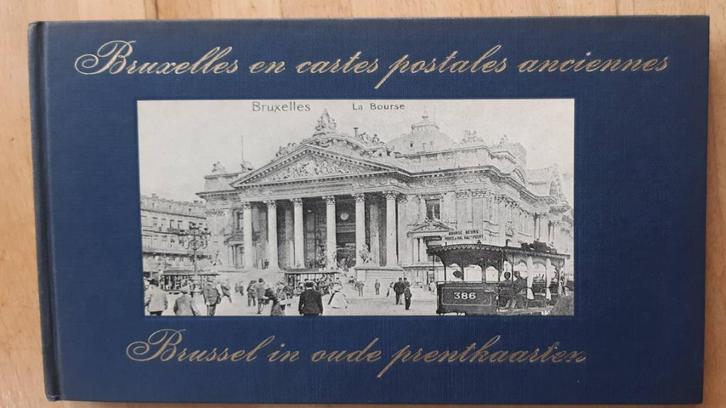 Bruxelles en cartes postales anciennes
Bruxelles La Bourse
386
Brussel in oude prentkaarten